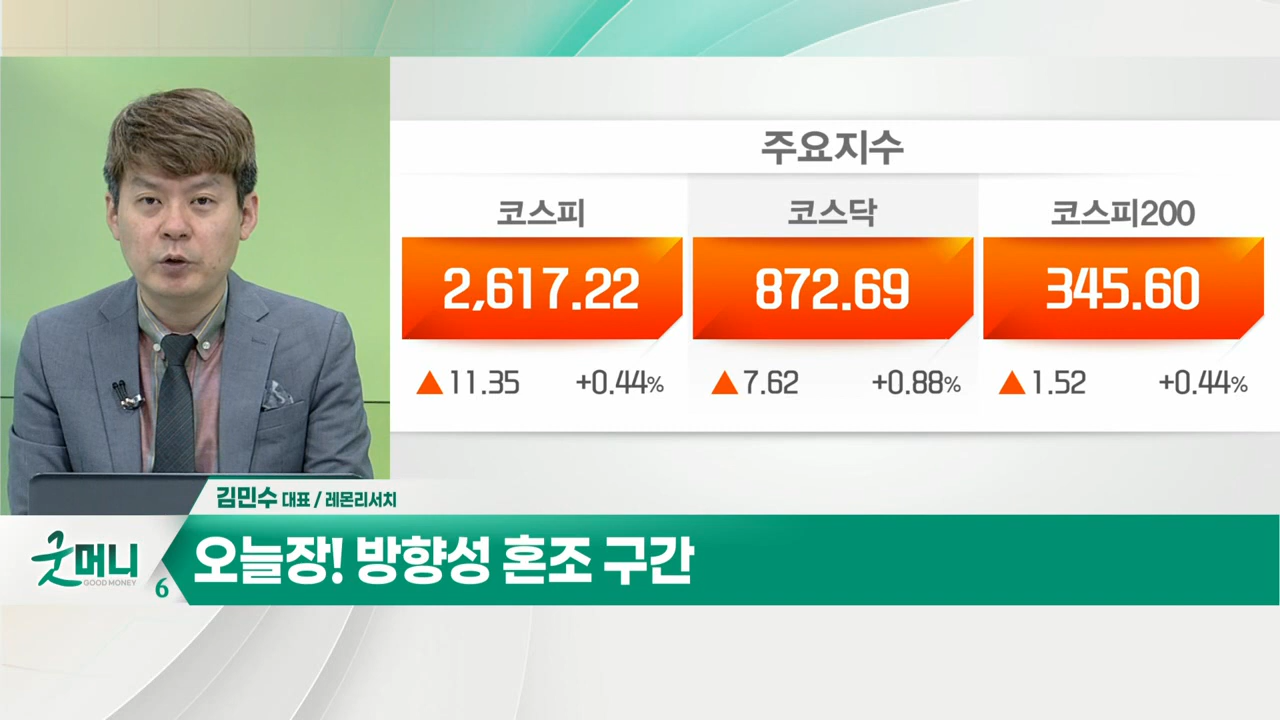 주요지수
코스피
코스닥
코스피200
2,617.22
872.69
345.60
▲ 11.35 +0.44%
▲ 7.62 +0.88%
▲ 1.52 +0.44%
김민수 대표 / 레몬리서치
굿머니
GOOD MONEY
6
오늘장! 방향성 혼조 구간